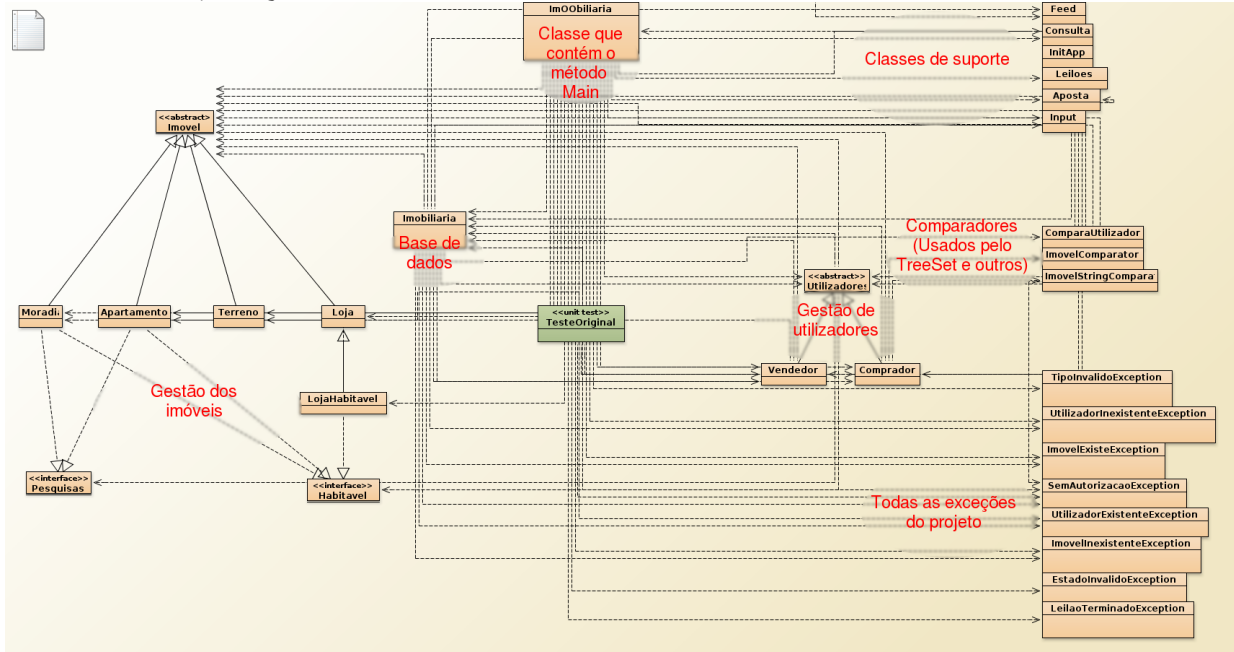 ImOObiliaria
Classe que
contém o
método
Main
Feed
Consulta
InitApp
Leiloes
Aposta
Input
Classes de suporte
<<abstract>
Imovel
Imobiliaria
Base de
dados
Comparadores
(Usados pelo
TreeSet e outros)
ComparaUtilizador
ImovelComparator
ImovelStringCompara
<<abstract>>
Utilizadores
Gestão de
utilizadores
Moradi
Apartamento
Terreno
Loja
<<unit test>>
TesteOriginal
Vendedor
Comprador
Gestão dos
imóveis
LojaHabitavel
<<interface>>
Pesquisas
<<interface>>
Habitavel
TipoInvalidoException
UtilizadorInexistenteException
ImovelExisteException
SemAutorizacaoException
UtilizadorExistenteException
ImovelInexistenteException
EstadoInvalidoException
LeilaoTerminadoException
Todas as exceções
do projeto